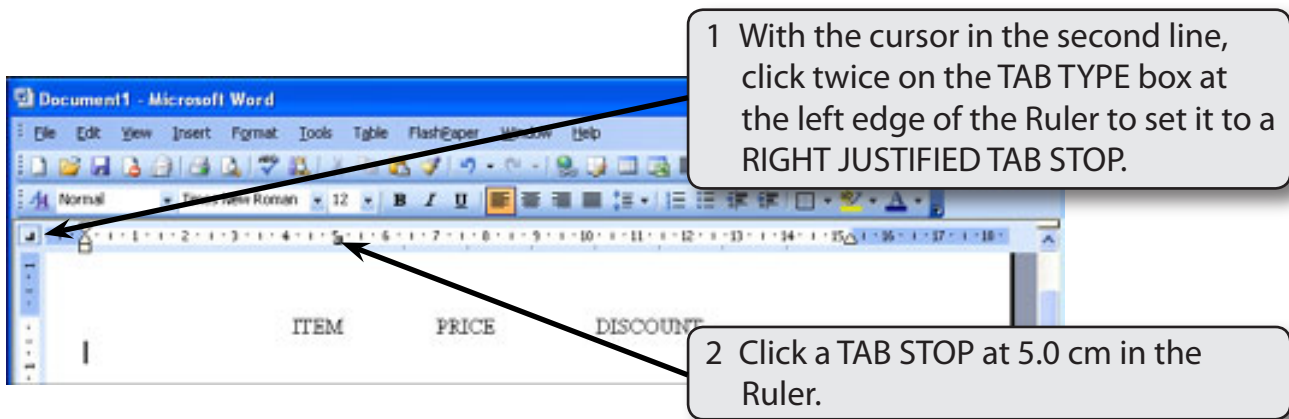 1 With the cursor in the second line,
click twice on the TAB TYPE box at
the left edge of the Ruler to set it to a
RIGHT JUSTIFIED TAB STOP.
Document1 - Microsoft Word
File Edit View Insert Format Tools Table FlashPaper Window Help
Normal Times New Roman 12 B I U
1 2 3 4 5 6 7 8 9 10 11 12 13 14 15 16 17 18
ITEM PRICE DISCOUNT
2 Click a TAB STOP at 5.0 cm in the
Ruler.